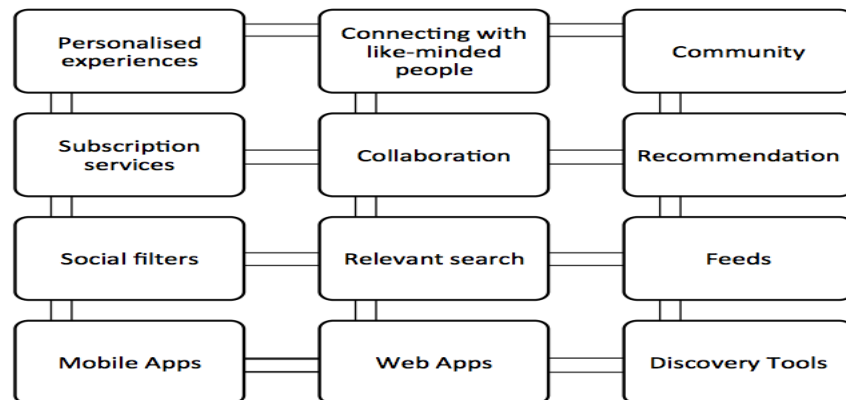 Personalised
experiences
Connecting with
like-minded
people
Community
Subscription
services
Collaboration
Recommendation
Social filters
Relevant search
Feeds
Mobile Apps
Web Apps
Discovery Tools